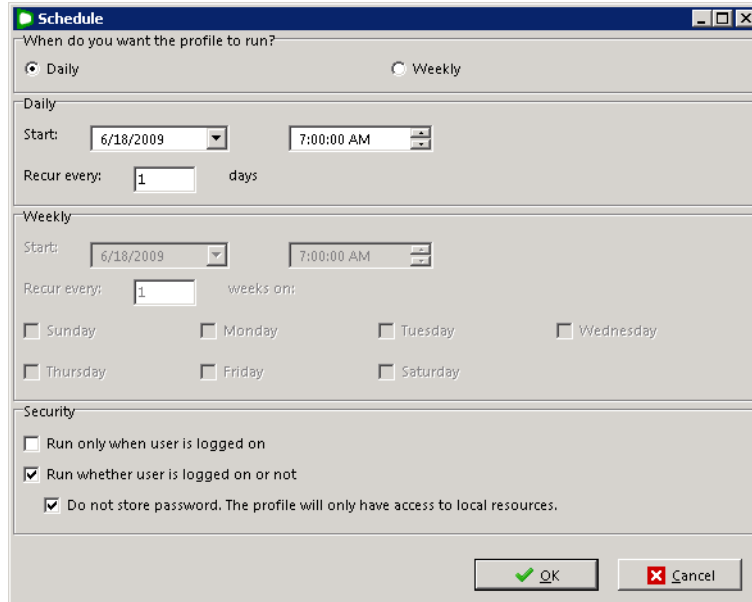 Schedule
When do you want the profile to run?
Daily Weekly
Daily
Start: 6/18/2009 7:00:00 AM
Recur every: 1 days
Weekly
Start: 6/18/2009 7:00:00 AM
Recur every: 1 weeks on:
Sunday Monday Tuesday Wednesday
Thursday Friday Saturday
Security
Run only when user is logged on
Run whether user is logged on or not
Do not store password. The profile will only have access to local resources.
OK Cancel